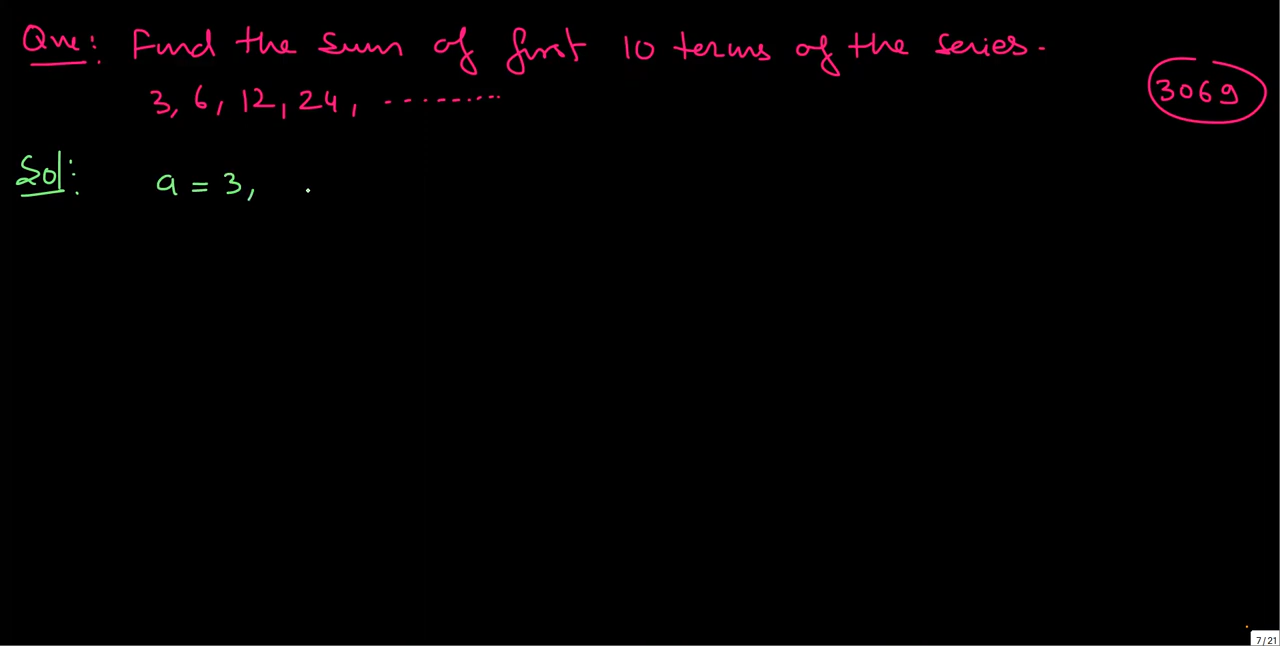 Que: Find the sum of first 10 terms of the series.
3, 6, 12, 24, ..........
3069
Sol: a = 3,
7/21